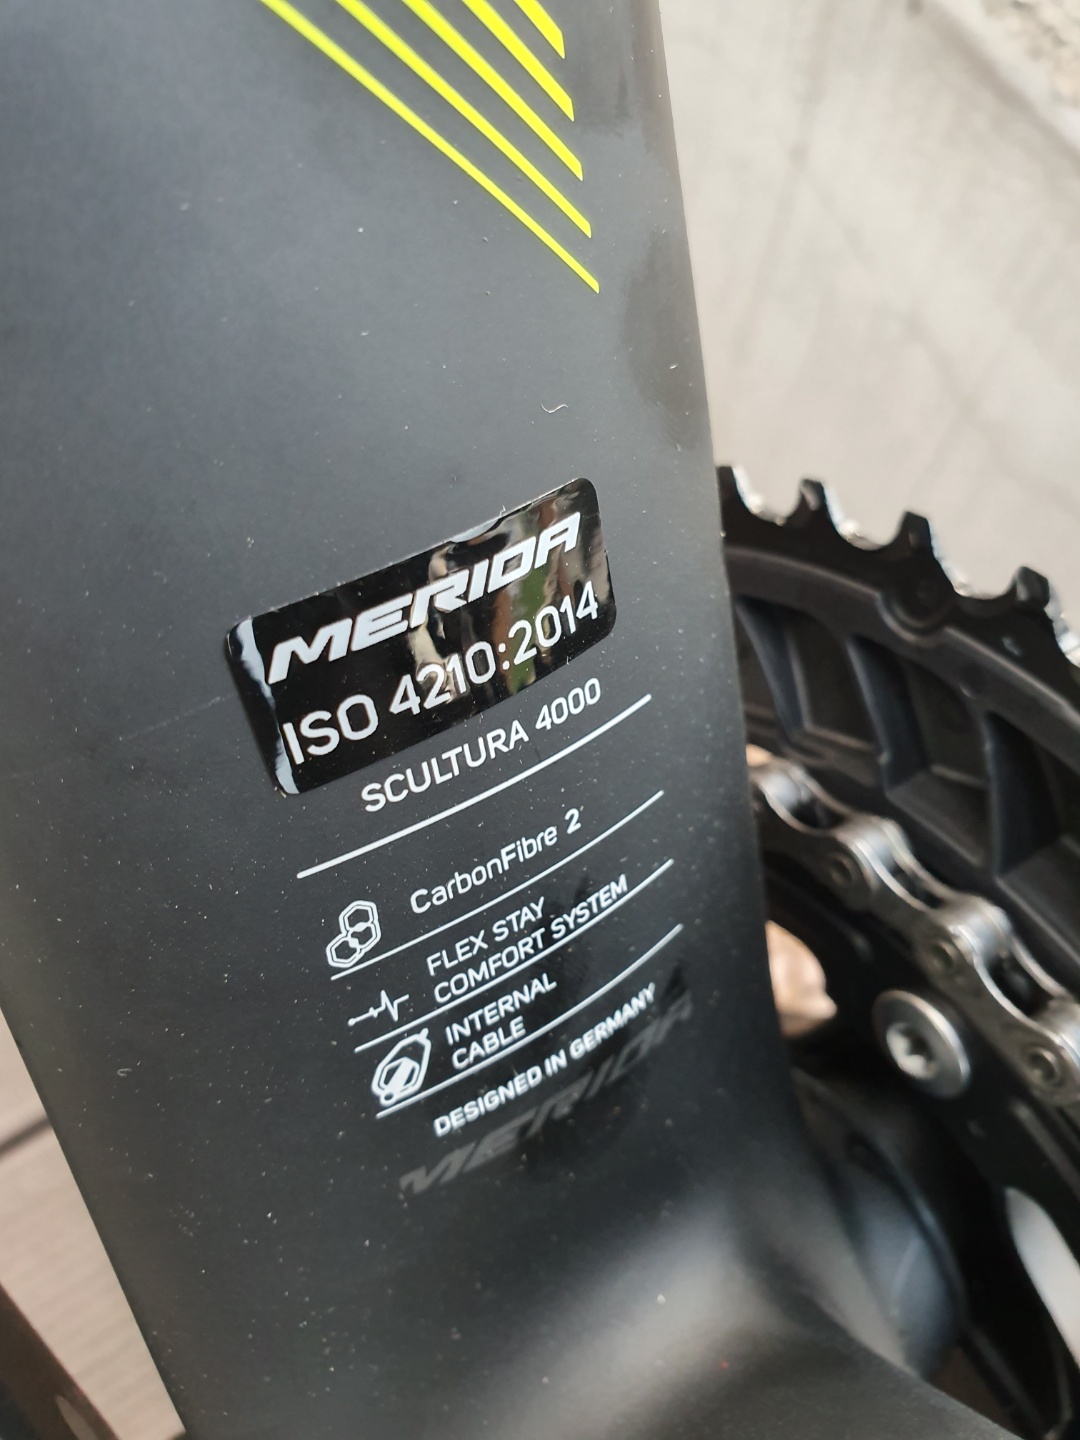 MERIDA
ISO 4210:2014
SCULTURA 4000
CarbonFibre 2
FLEX STAY
COMFORT SYSTEM
INTERNAL
CABLE
DESIGNED IN GERMANY
MERIDA